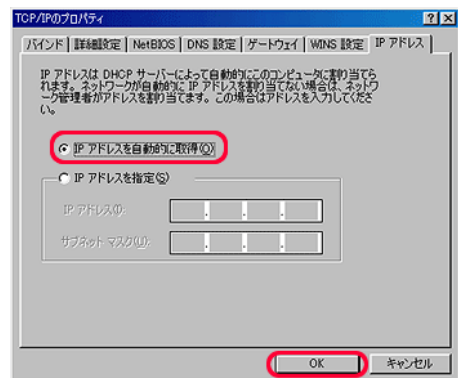 TCP/IPのプロパティ
バインド 詳細設定 NetBIOS DNS 設定 ゲートウェイ WINS 設定 IP アドレス
IP アドレスは DHCP サーバーによって自動的にこのコンピュータに割り当てら
れます。ネットワークが自動的に IP アドレスを割り当てない場合は、ネットワ
ーク管理者がアドレスを割り当てます。この場合はアドレスを入力してくださ
い。
IP アドレスを自動的に取得(O)
IP アドレスを指定(S)
IP アドレス(I):
サブネット マスク(U):
OK キャンセル